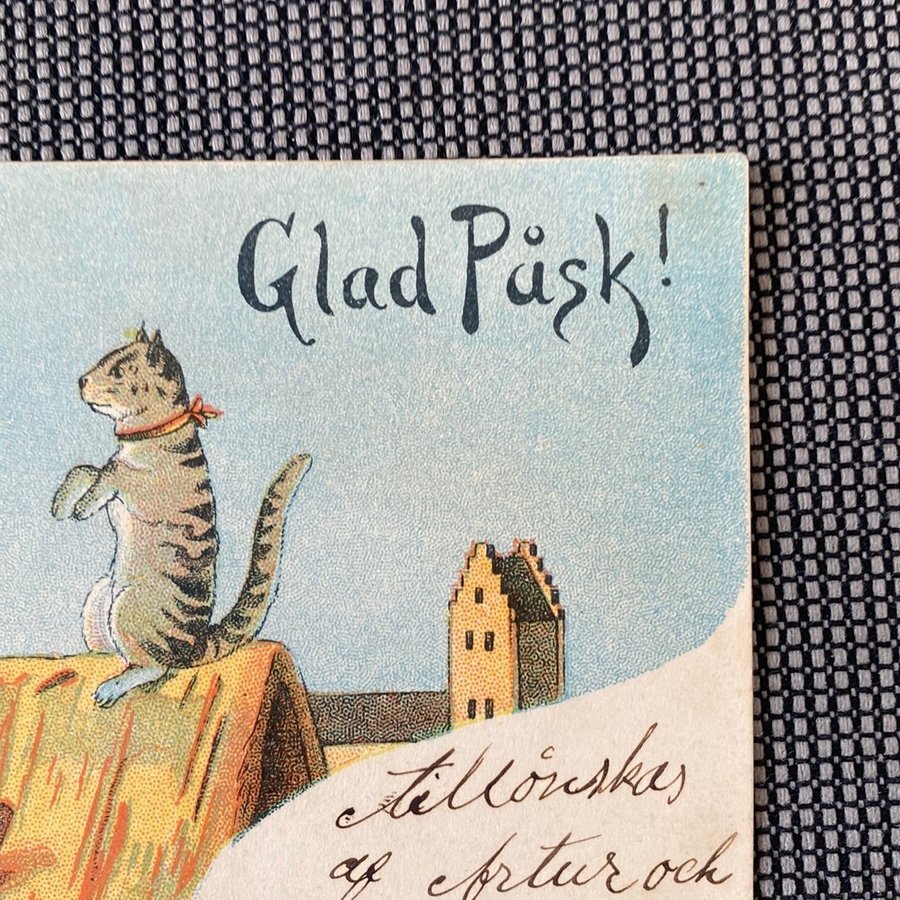 Glad Påsk!
tillönskas
af Artur och